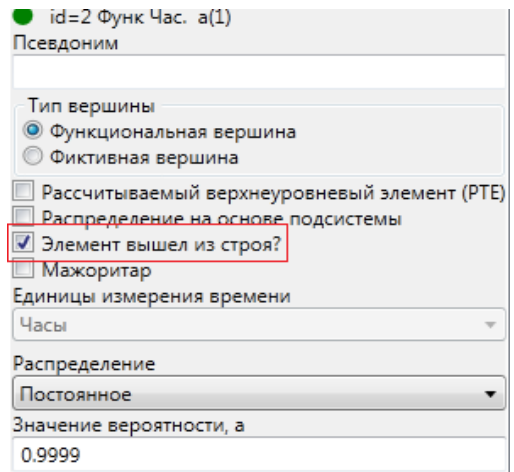 id=2 Функ Час. a(1)
Псевдоним
Тип вершины
Функциональная вершина
Фиктивная вершина
Рассчитываемый верхнеуровневый элемент (PTE)
Распределение на основе подсистемы
Элемент вышел из строя?
Мажоритар
Единицы измерения времени
Часы
Распределение
Постоянное
Значение вероятности, а
0.9999